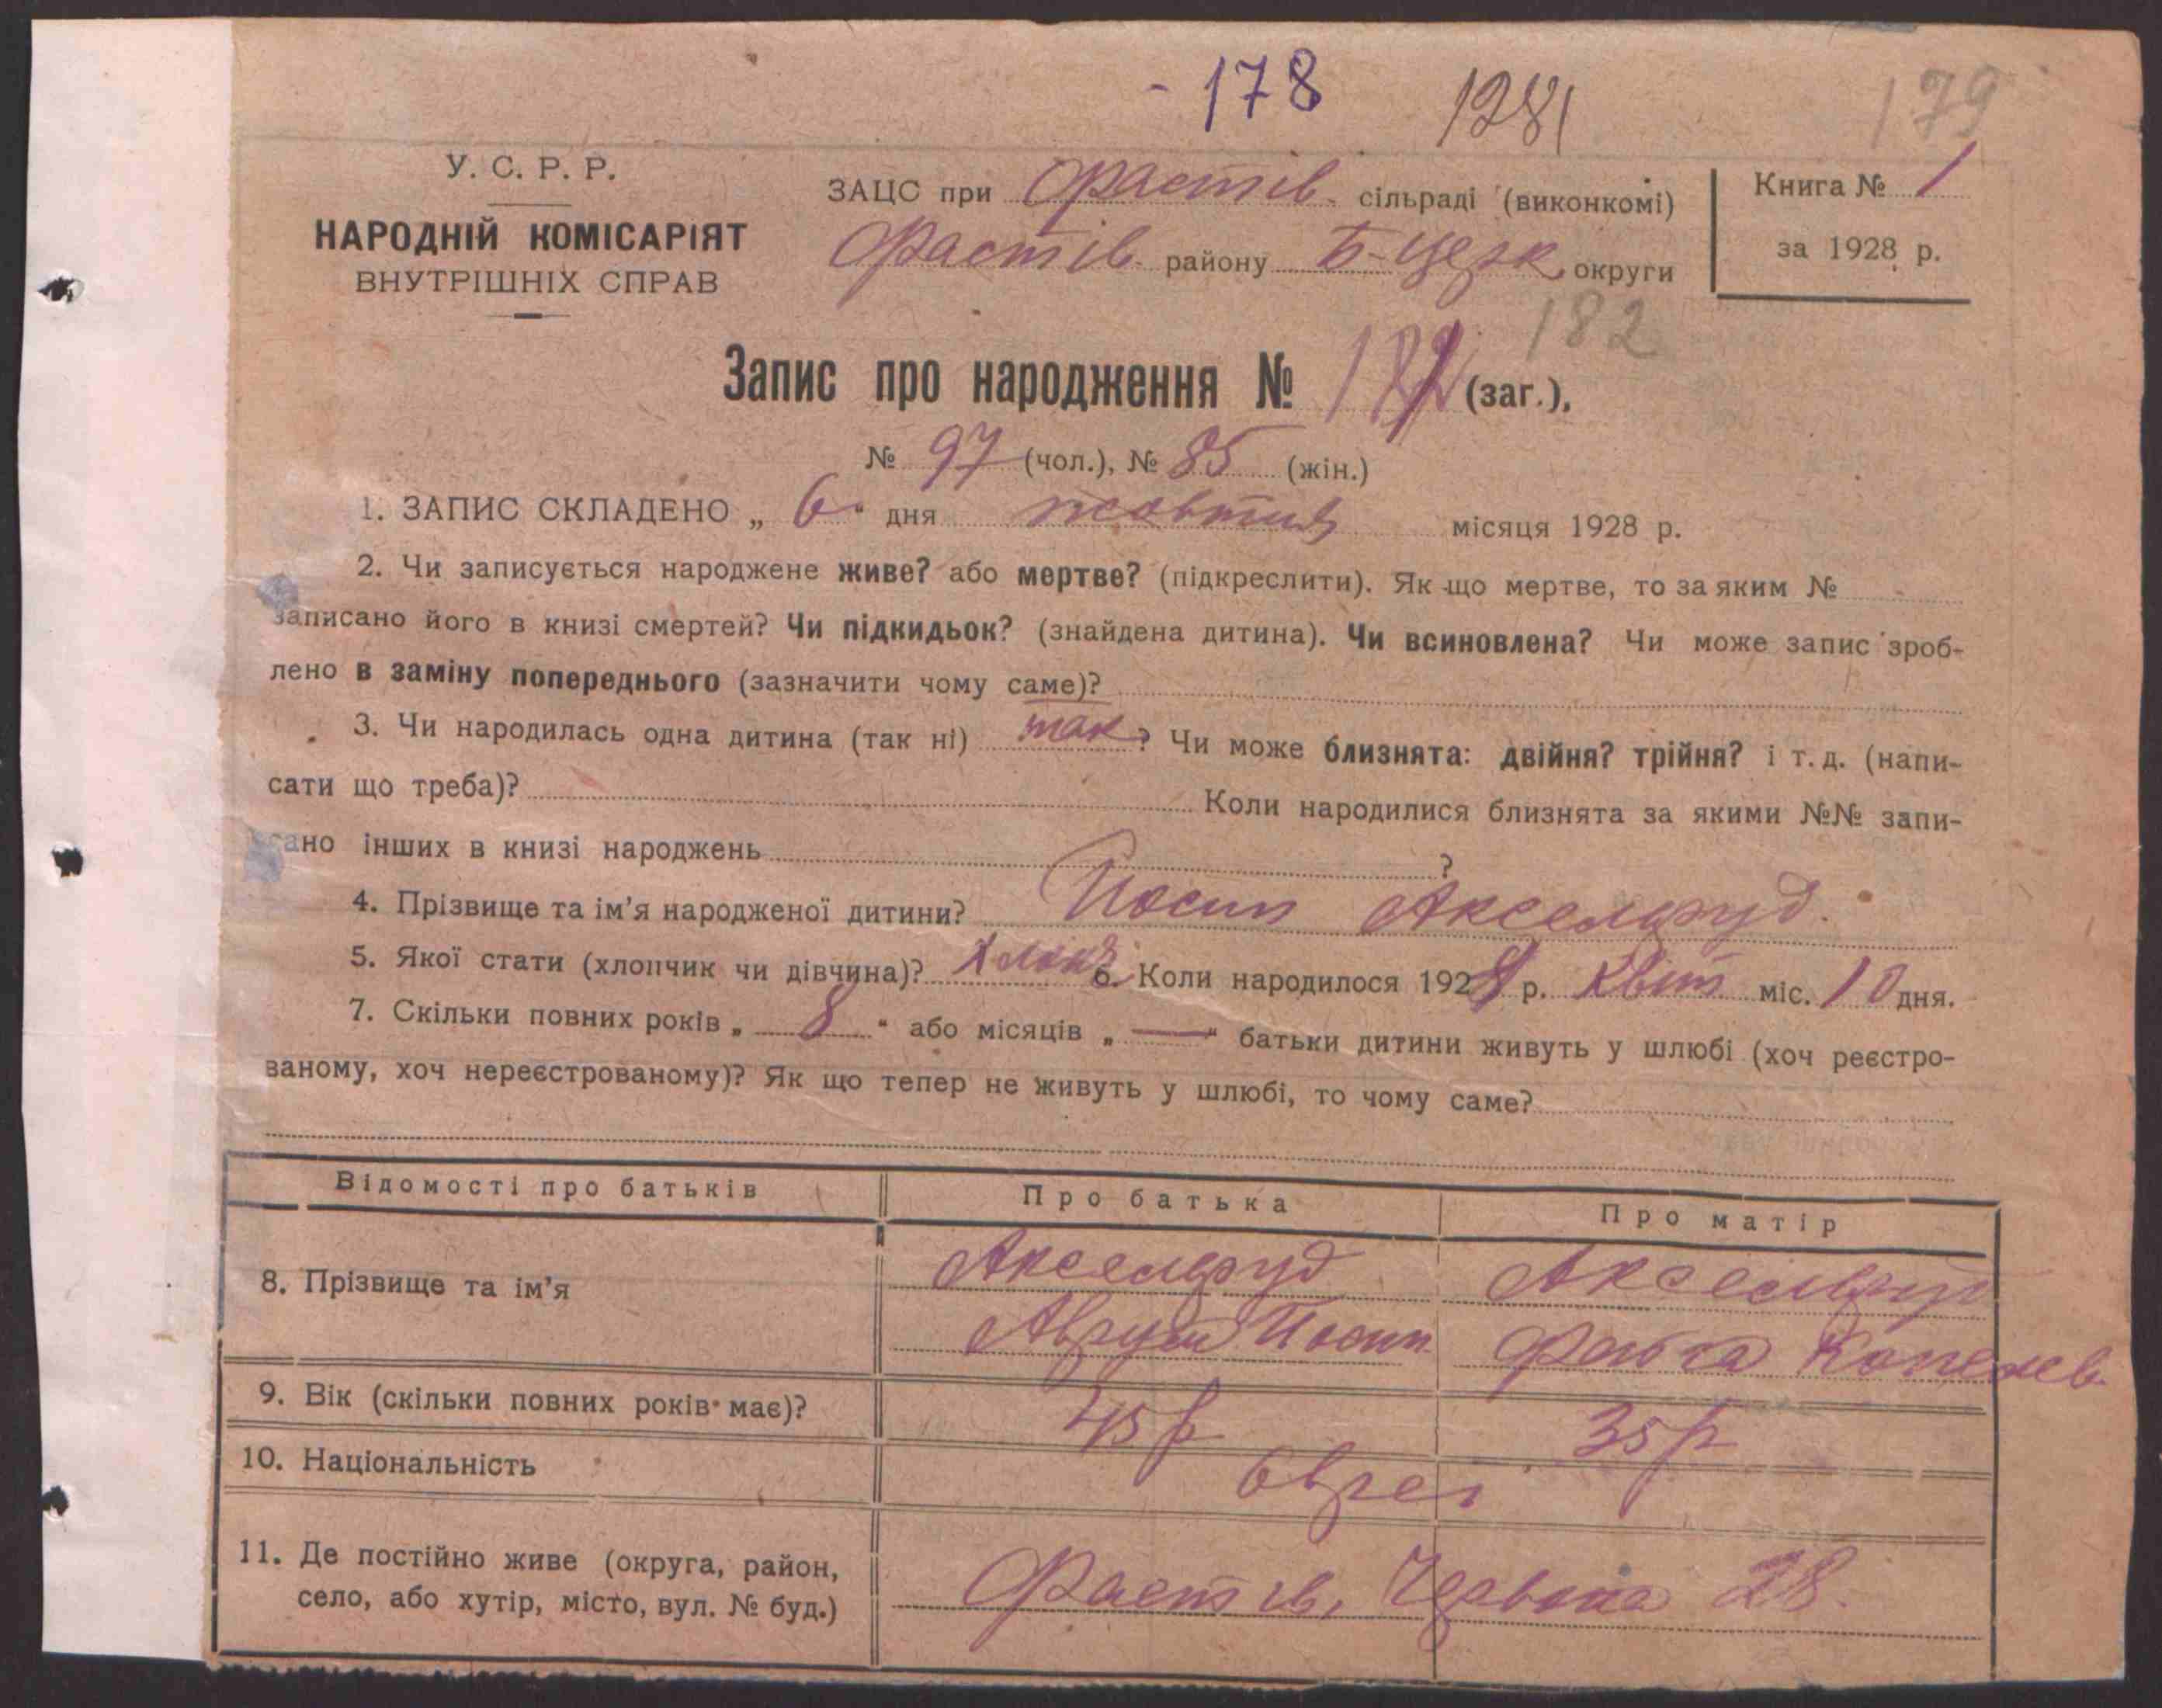 - 178 1281 179
У. С. Р. Р.
НАРОДНІЙ КОМІСАРІЯТ
ВНУТРІШНІХ СПРАВ
ЗАЦС при Фастів. сільраді (виконкомі)
Фастів. району Б-Церк. округи
Книга № 1
за 1928 р.
182
Запис про народження № (заг.),
№ 97 (чол.), № 85 (жін.)
1. ЗАПИС СКЛАДЕНО „ 6 “ дня жовтня місяця 1928 р.
2. Чи записується народжене живе? або мертве? (підкреслити). Як що мертве, то за яким №
записано його в книзі смертей? Чи підкидьок? (знайдена дитина). Чи всиновлена? Чи може запис зроб-
лено в заміну попереднього (зазначити чому саме)?
3. Чи народилась одна дитина (так ні) так? Чи може близнята: двійня? трійня? і т. д. (напи-
сати що треба)? Коли народилися близнята за якими №№ запи-
сано інших в книзі народжень ?
4. Прізвище та ім’я народженої дитини? Йосип Аксельруд.
5. Якої стати (хлопчик чи дівчина)? Хлопч 6. Коли народилося 192 р. Квіт. міс. 10 дня.
7. Скільки повних років „ 8 “ або місяців „ — “ батьки дитини живуть у шлюбі (хоч реєстро-
ваному, хоч нереєстрованому)? Як що тепер не живуть у шлюбі, то чому саме?
Відомості про батьків Про батька Про матір
8. Прізвище та ім’я Аксельруд Аксельруд
Аврум Йосип Копелев.
9. Вік (скільки повних років має)? 45 р 35 р
10. Національність Євреї
11. Де постійно живе (округа, район,
село, або хутір, місто, вул. № буд.) Фастів, Червона 28.